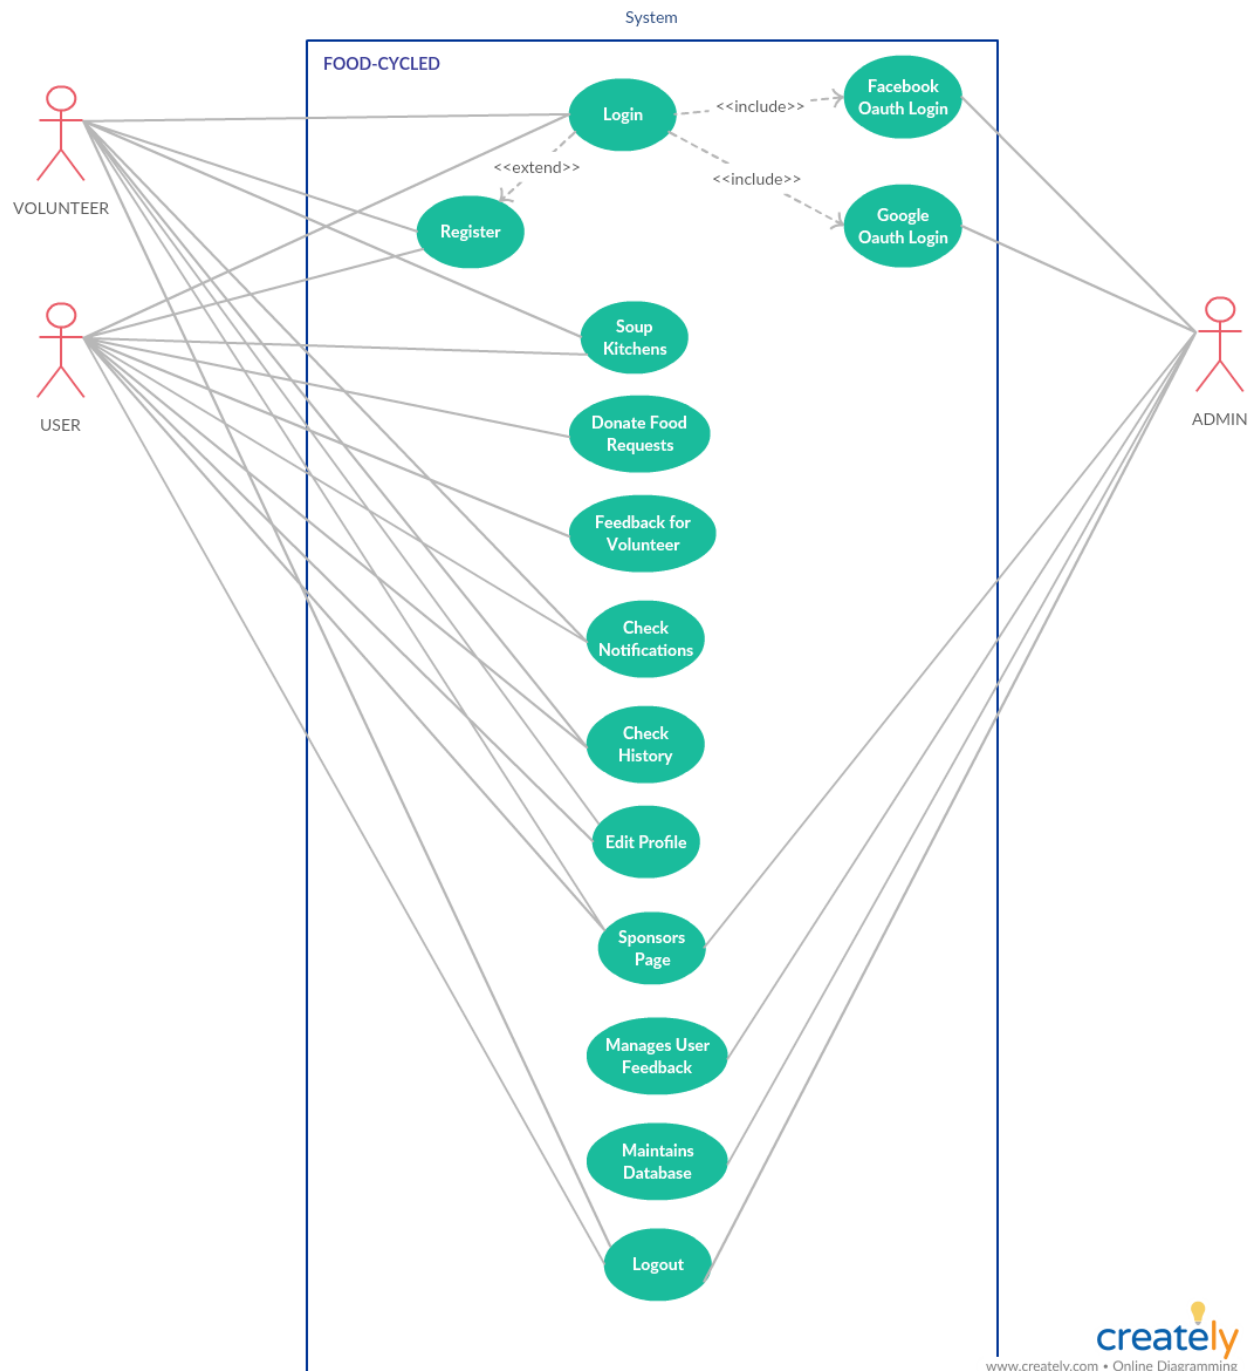 System
FOOD-CYCLED
Login
<<include>>
Facebook
Oauth Login
<<extend>>
<<include>>
VOLUNTEER
Register
Google
Oauth Login
Soup
Kitchens
USER
ADMIN
Donate Food
Requests
Feedback for
Volunteer
Check
Notifications
Check
History
Edit Profile
Sponsors
Page
Manages User
Feedback
Maintains
Database
Logout
creately
www.creately.com • Online Diagramming